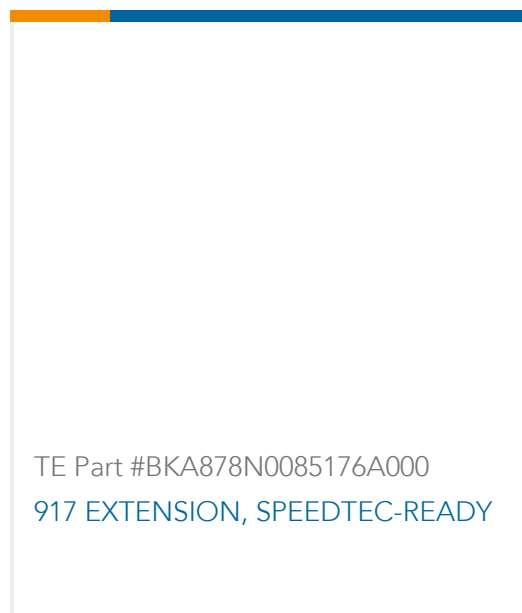 TE Part #BKA878N0085176A000
917 EXTENSION, SPEEDTEC-READY